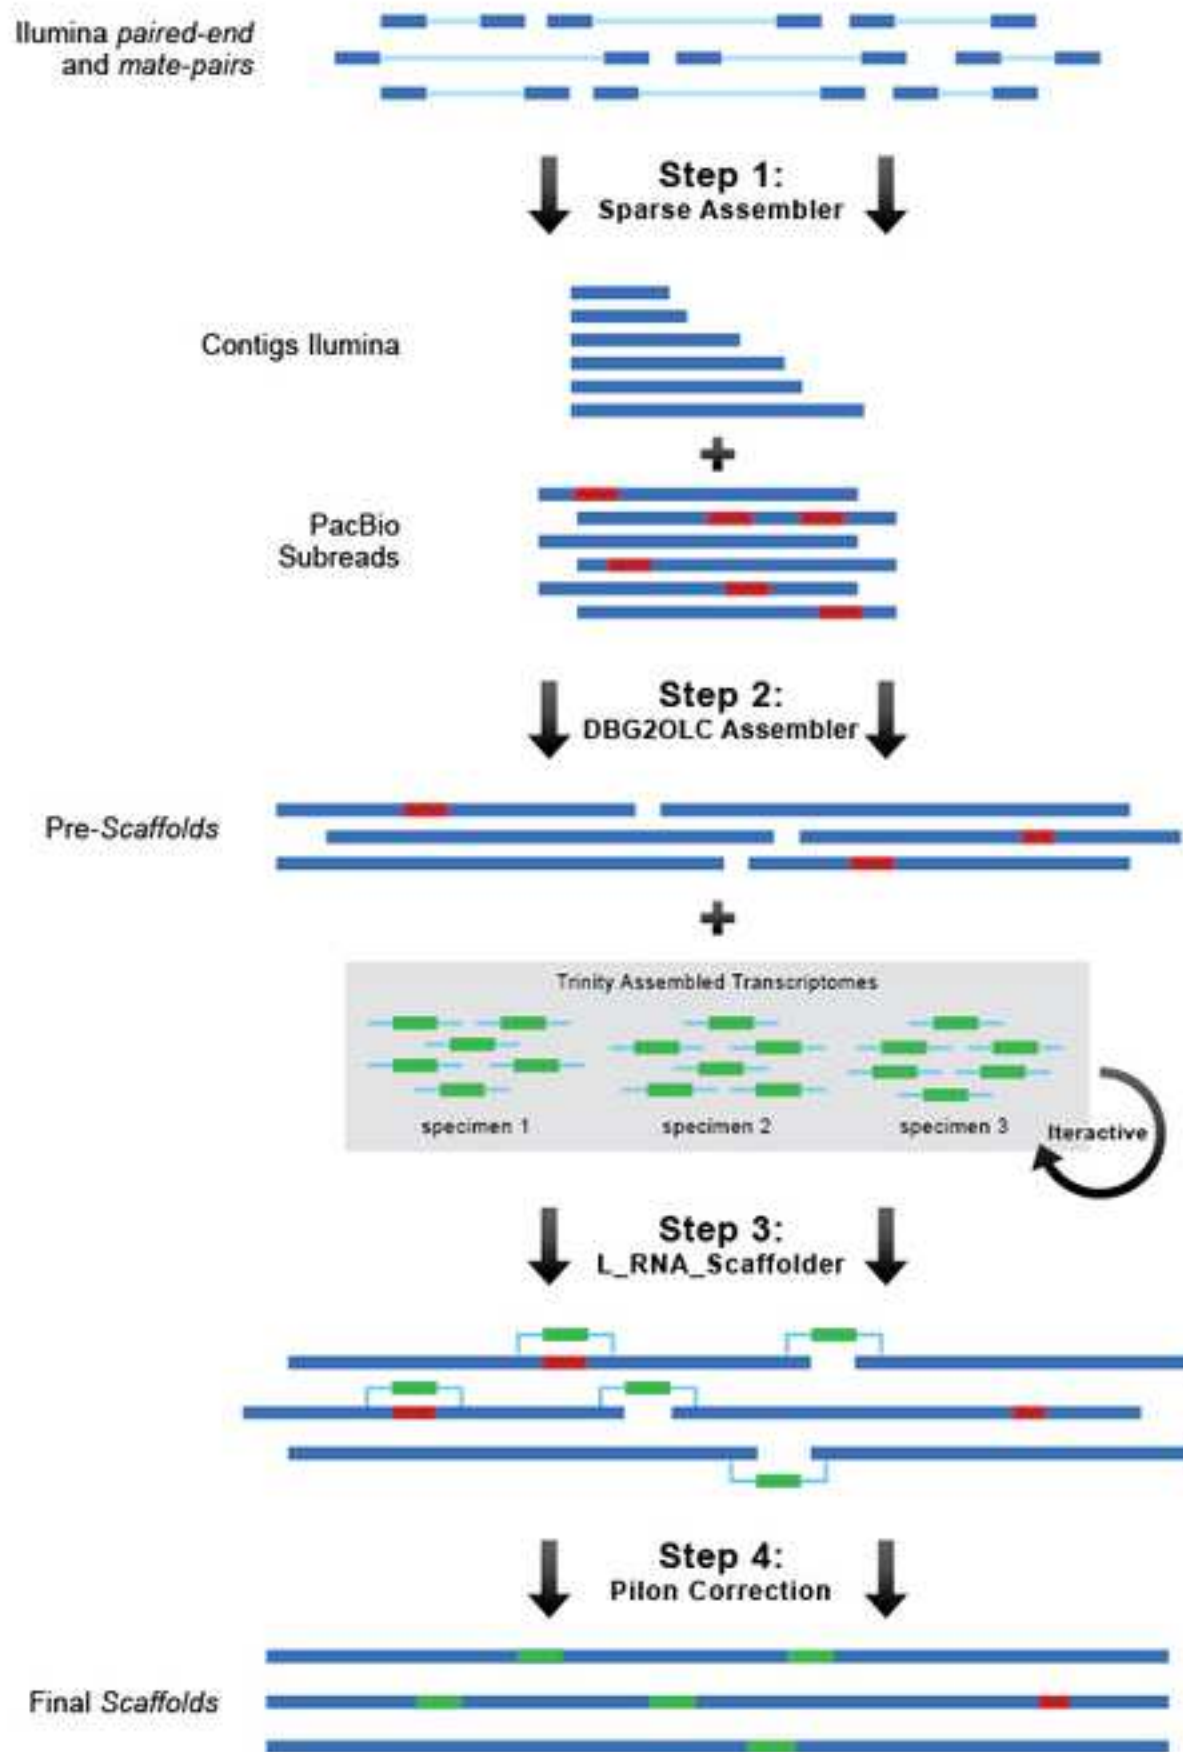 Ilumina paired-end
and mate-pairs
Step 1:
Sparse Assembler
Contigs Ilumina
PacBio
Subreads
Step 2:
DBG2OLC Assembler
Pre-Scaffolds
Trinity Assembled Transcriptomes
specimen 1
specimen 2
specimen 3
Iteractive
Step 3:
L_RNA_Scaffolder
Step 4:
Pilon Correction
Final Scaffolds